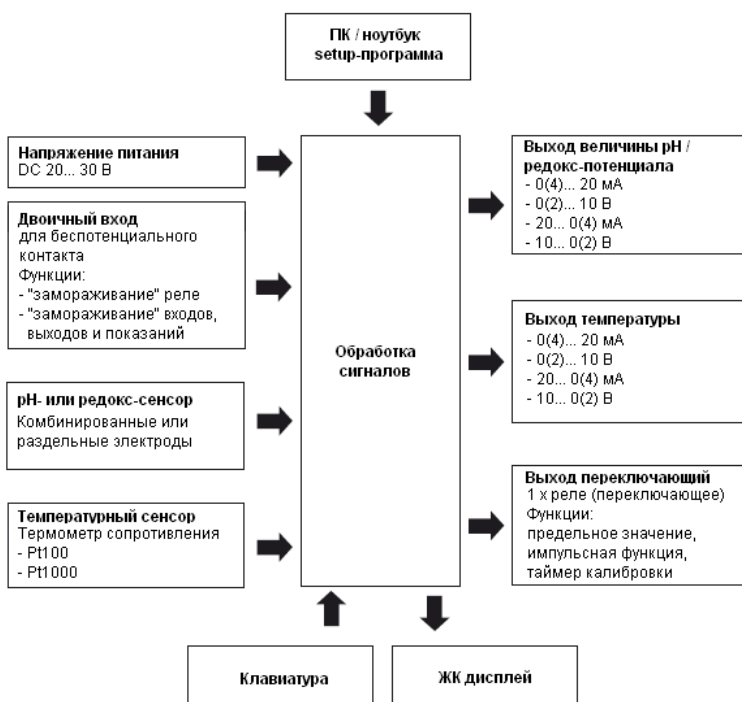 ПК / ноутбук
setup-программа
Напряжение питания
DC 20... 30 В
Двоичный вход
для беспотенциального
контакта
Функции:
- "замораживание" реле
- "замораживание" входов,
выходов и показаний
pH- или редокс-сенсор
Комбинированные или
раздельные электроды
Температурный сенсор
Термометр сопротивления
- Pt100
- Pt1000
Обработка
сигналов
Выход величины pH /
редокс-потенциала
- 0(4)... 20 мА
- 0(2)... 10 В
- 20... 0(4) мА
- 10... 0(2) В
Выход температуры
- 0(4)... 20 мА
- 0(2)... 10 В
- 20... 0(4) мА
- 10... 0(2) В
Выход переключающий
1 x реле (переключающее)
Функции:
предельное значение,
импульсная функция,
таймер калибровки
Клавиатура
ЖК дисплей